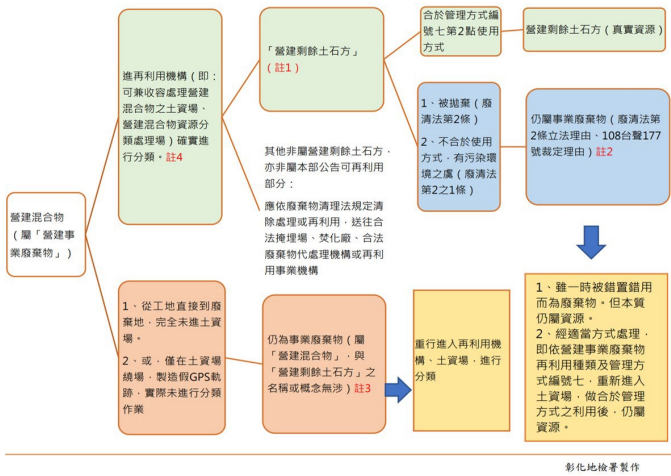 營建混合物
(屬「營建事
業廢棄物」)
進再利用機構(即：
可兼收容處理營建
混合物之土資場、
營建混合物資源分
類處理場)確實進
行分類。註4
「營建剩餘土石方」
(註1)
合於管理方式編
號七第2點使用
方式
營建剩餘土石方(真實資源)
1、被拋棄(廢
清法第2條)
2、不合於使用
方式，有污染環
境之虞(廢清法
第2之1條)
仍屬事業廢棄物(廢清法第
2條立法理由、108台聲177
號裁定理由)註2
其他非屬營建剩餘土石方，
亦非屬本部公告可再利用
部分：
應依廢棄物清理法規定清
除處理或再利用，送往合
法掩埋場、焚化廠、合法
廢棄物代處理機構或再利
用事業機構
1、從工地直接到廢
棄地，完全未進土資
場。
2、或，僅在土資場
繞場，製造假GPS軌
跡，實際未進行分類
作業
仍為事業廢棄物(屬
「營建混合物」，與
「營建剩餘土石方」之
名稱或概念無涉)註3
重行進入再利用機
構、土資場，進行
分類
1、雖一時被錯置錯用
而為廢棄物。但本質
仍屬資源。
2、經適當方式處理，
即依營建事業廢棄物
再利用種類及管理方
式編號七，重新進入
土資場，做合於管理
方式之利用後，仍屬
資源。
彰化地檢署製作